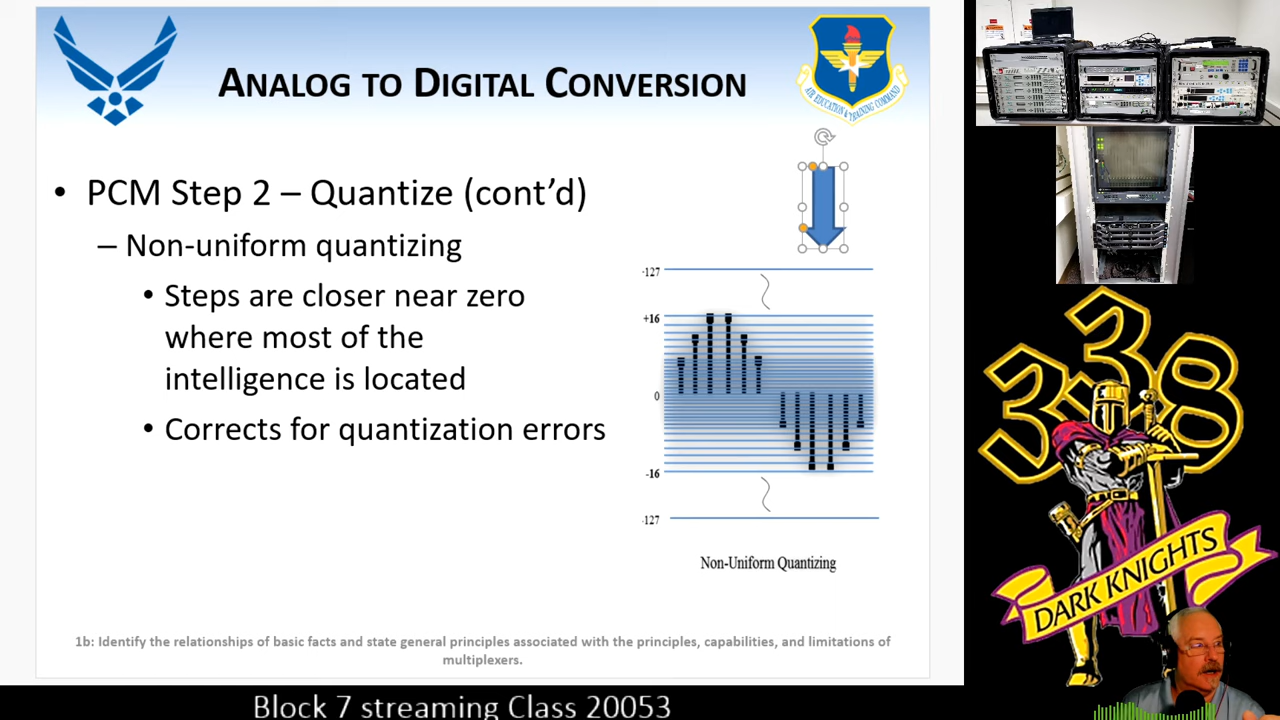 ANALOG TO DIGITAL CONVERSION
AIR EDUCATION & TRAINING COMMAND
• PCM Step 2 – Quantize (cont’d)
– Non-uniform quantizing
• Steps are closer near zero
where most of the
intelligence is located
• Corrects for quantization errors
-127
+16
0
-16
-127
Non-Uniform Quantizing
1b: Identify the relationships of basic facts and state general principles associated with the principles, capabilities, and limitations of
multiplexers.
338
DARK KNIGHTS
Block 7 streaming Class 20053